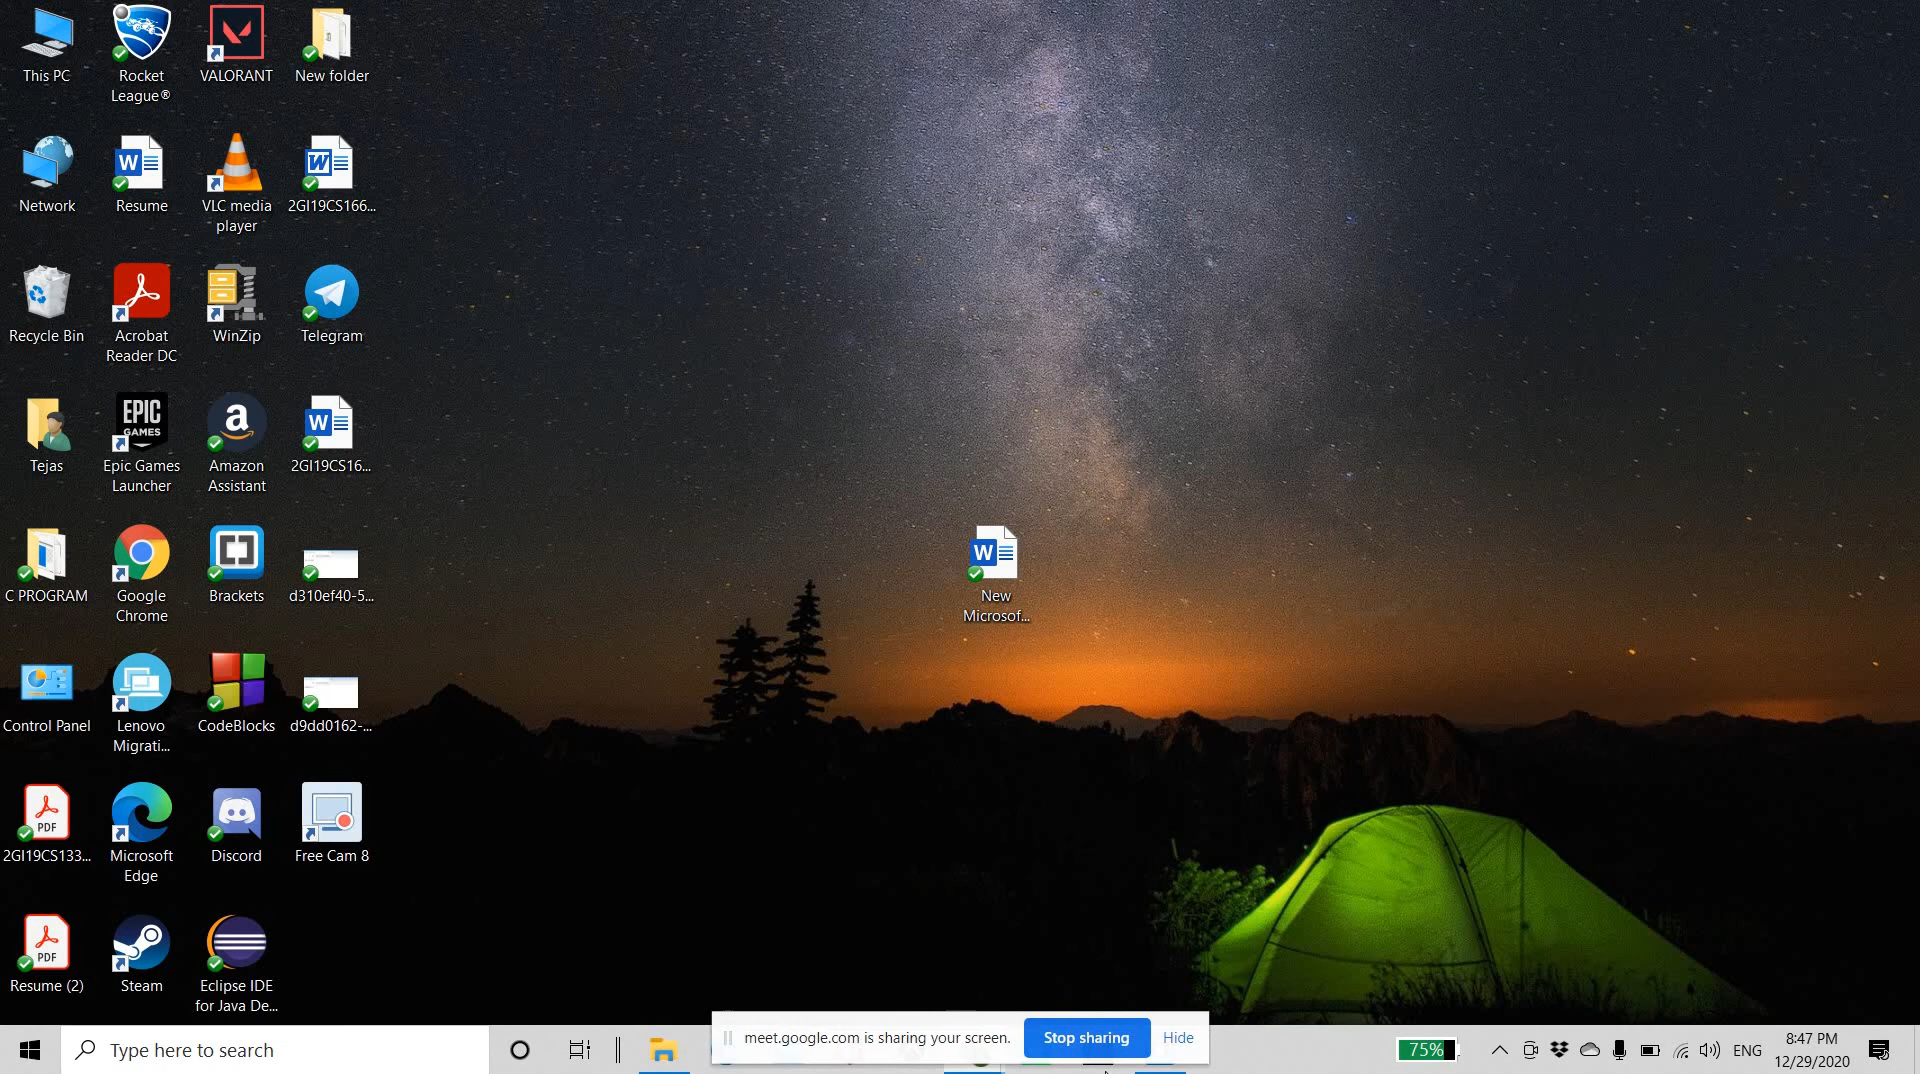 This PC
Rocket
League®
VALORANT
New folder
Network
Resume
VLC media
player
2GI19CS166...
Recycle Bin
Acrobat
Reader DC
WinZip
Telegram
Tejas
EPIC
GAMES
Epic Games
Launcher
Amazon
Assistant
2GI19CS16...
C PROGRAM
Google
Chrome
Brackets
d310ef40-5...
New
Microsof...
Control Panel
Lenovo
Migrati...
CodeBlocks
d9dd0162-...
PDF
2GI19CS133...
Microsoft
Edge
Discord
Free Cam 8
PDF
Resume (2)
Steam
Eclipse IDE
for Java De...
meet.google.com is sharing your screen.
Stop sharing
Hide
Type here to search
75%
ENG
8:47 PM
12/29/2020